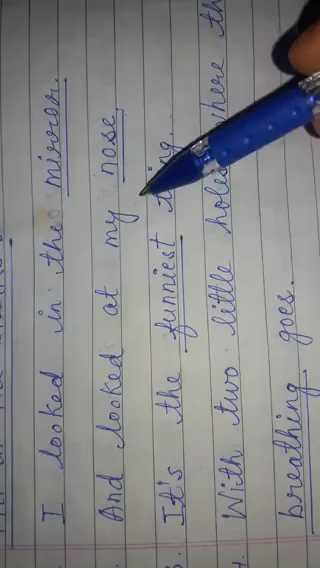 I looked in the mirror.
And looked at my nose
It's the funniest thing.
With two little holes where th
breathing goes.